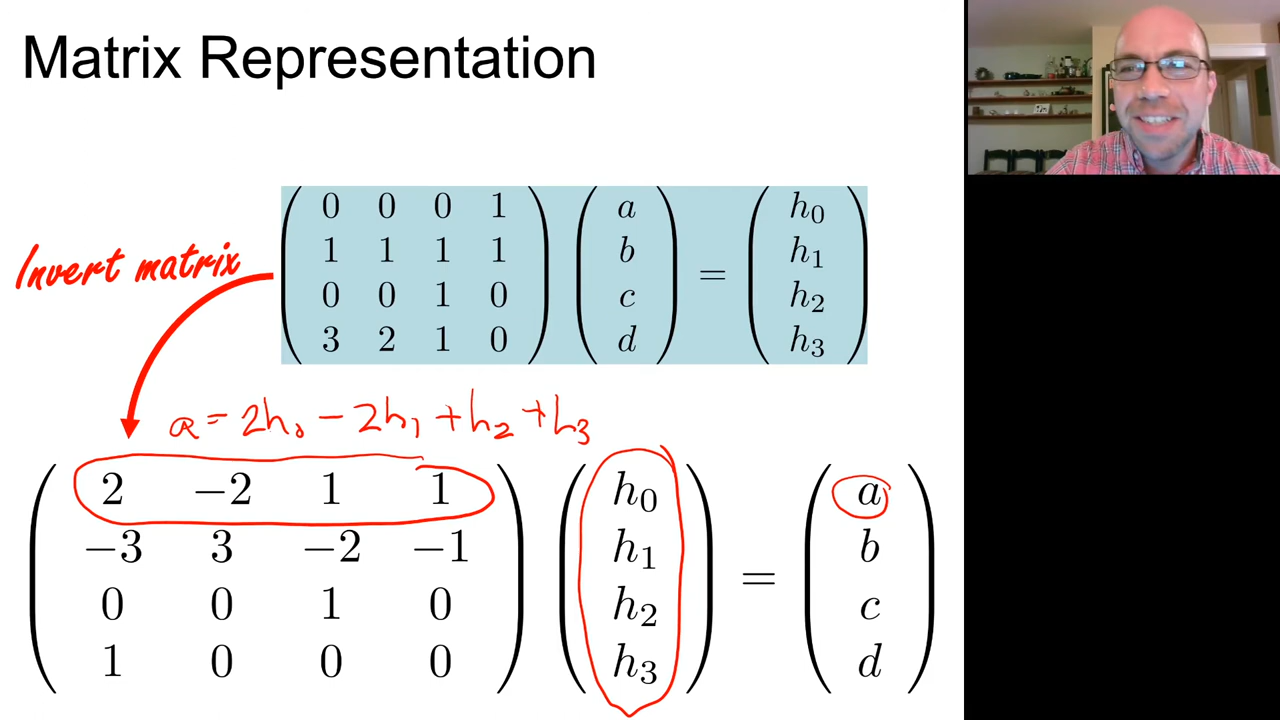 Matrix Representation
Invert matrix
0 0 0 1
1 1 1 1
0 0 1 0
3 2 1 0
a
b
c
d
=
h₀
h₁
h₂
h₃
a = 2h₀ - 2h₁ + h₂ + h₃
2 −2 1 1
−3 3 −2 −1
0 0 1 0
1 0 0 0
h₀
h₁
h₂
h₃
=
a
b
c
d